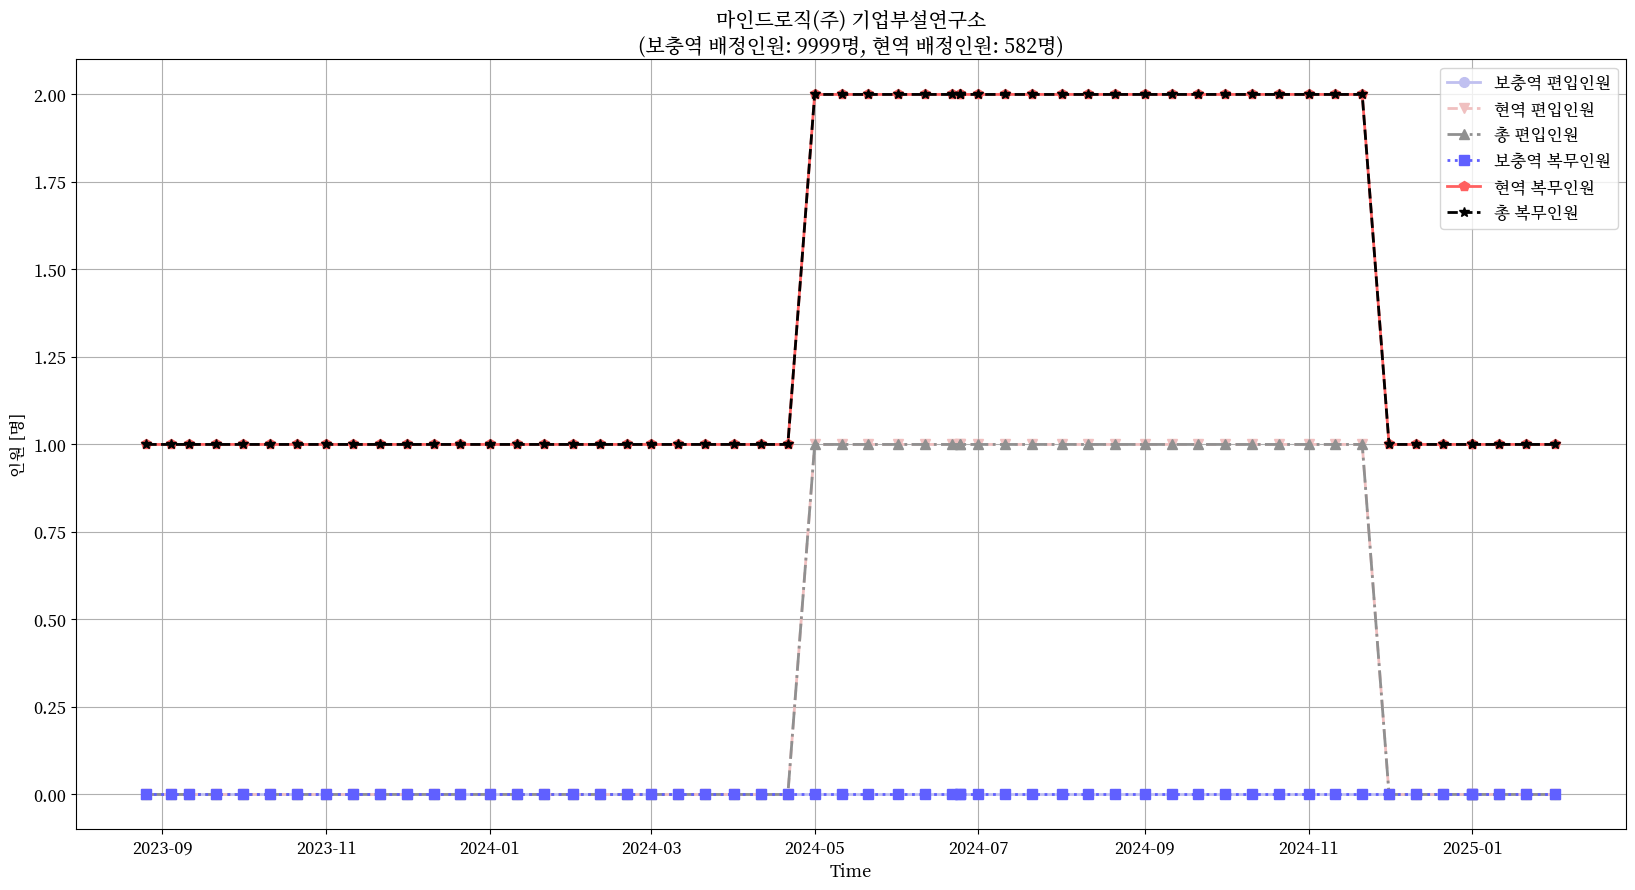 마인드로직(주) 기업부설연구소
(보충역 배정인원: 9999명, 현역 배정인원: 582명)
보충역 편입인원
현역 편입인원
총 편입인원
보충역 복무인원
현역 복무인원
총 복무인원
인원 [명]
2.00
1.75
1.50
1.25
1.00
0.75
0.50
0.25
0.00
2023-09
2023-11
2024-01
2024-03
2024-05
2024-07
2024-09
2024-11
2025-01
Time